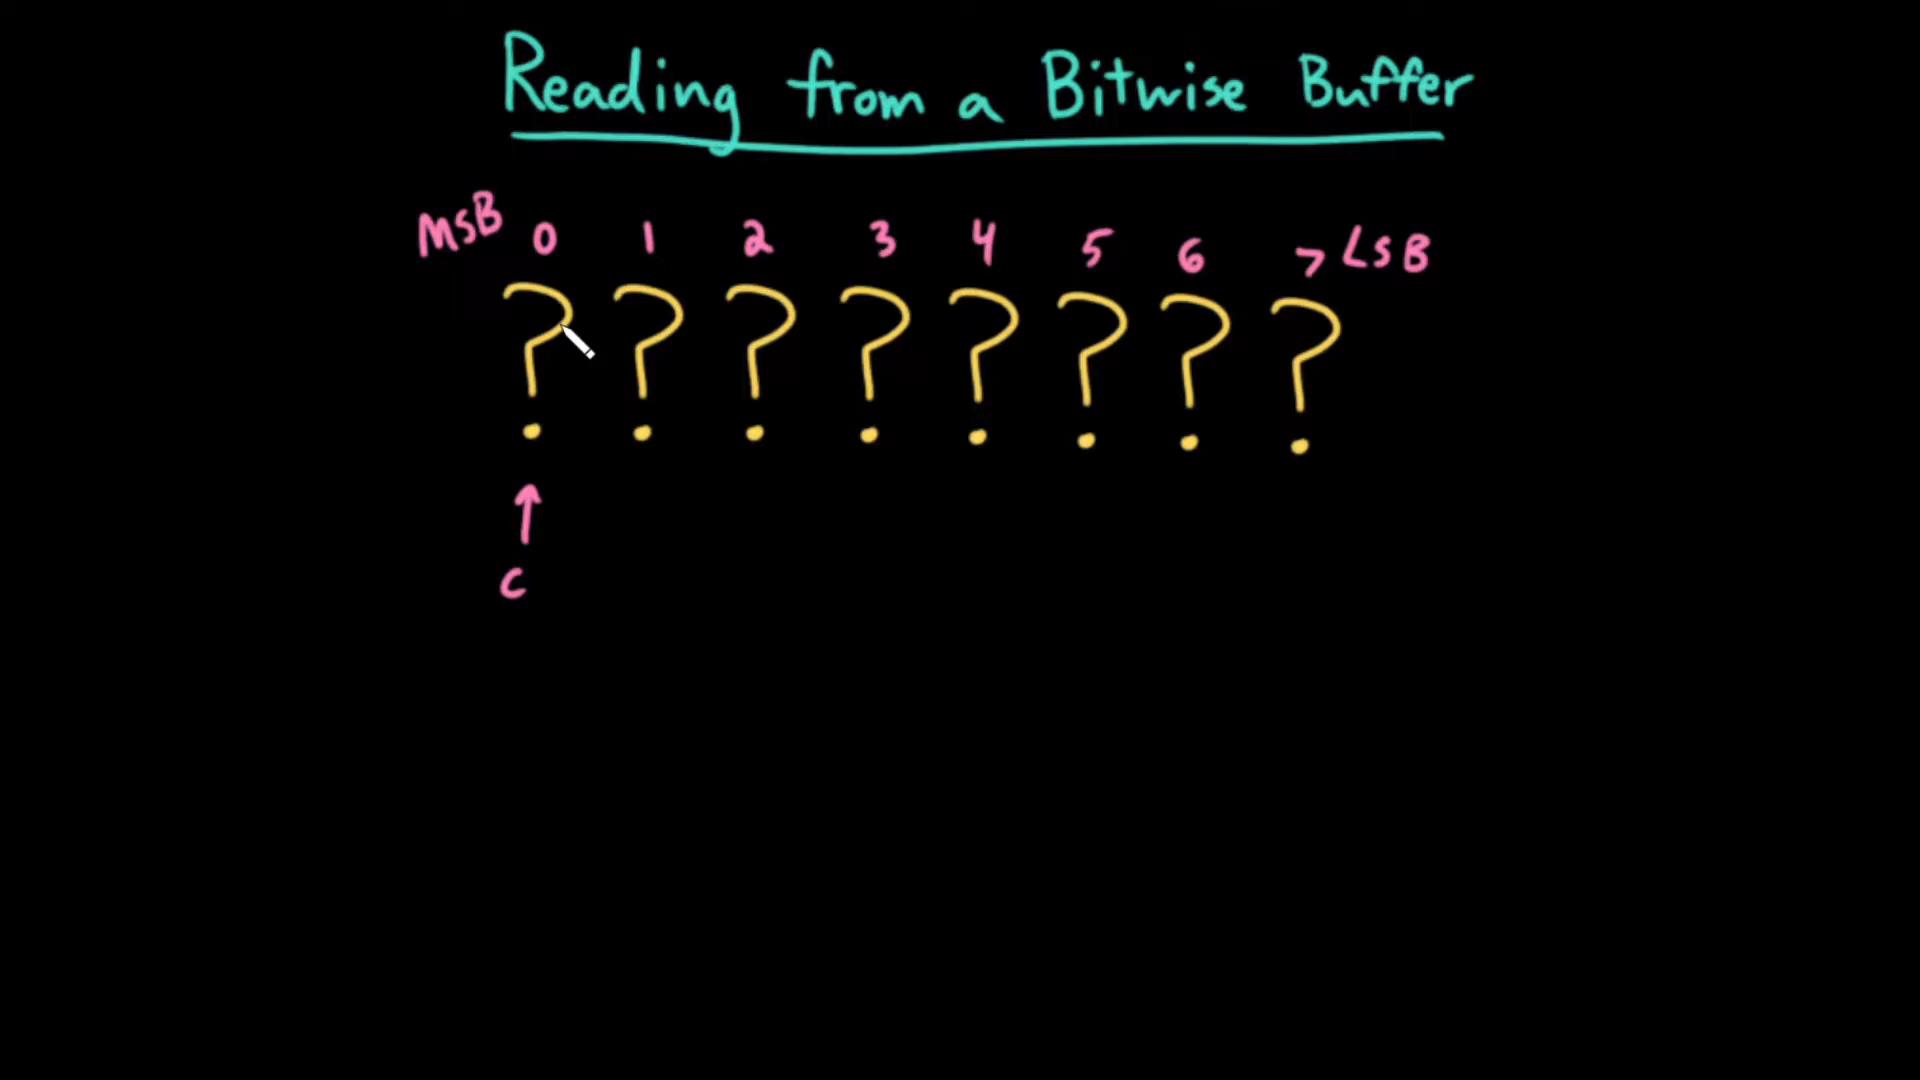 Reading from a Bitwise Buffer
MSB 0 1 2 3 4 5 6 7 LSB
? ? ? ? ? ? ? ?
↑
c